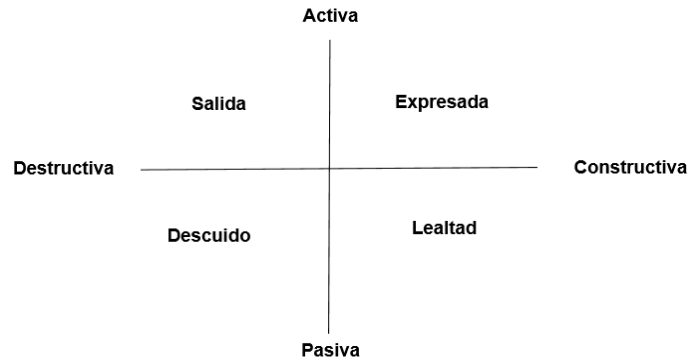 Activa
Salida
Expresada
Destructiva
Constructiva
Descuido
Lealtad
Pasiva